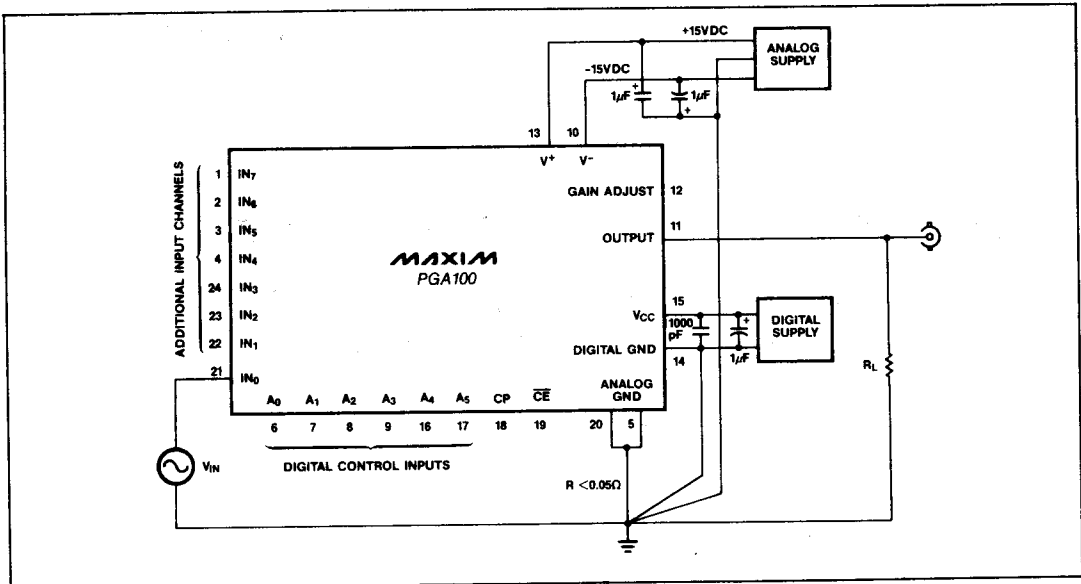 +15VDC
ANALOG
SUPPLY
-15VDC
+
1µF
1µF
+
13
10
V+
V-
ADDITIONAL INPUT CHANNELS
1
IN7
2
IN6
3
IN5
4
IN4
24
IN3
23
IN2
22
IN1
21
IN0
GAIN ADJUST
12
OUTPUT
11
MAXIM
PGA100
VCC
15
1000
pF
+
1µF
DIGITAL
SUPPLY
DIGITAL GND
14
ANALOG
GND
RL
A0
A1
A2
A3
A4
A5
CP
CE
6
7
8
9
16
17
18
19
20
5
DIGITAL CONTROL INPUTS
VIN
R <0.05Ω